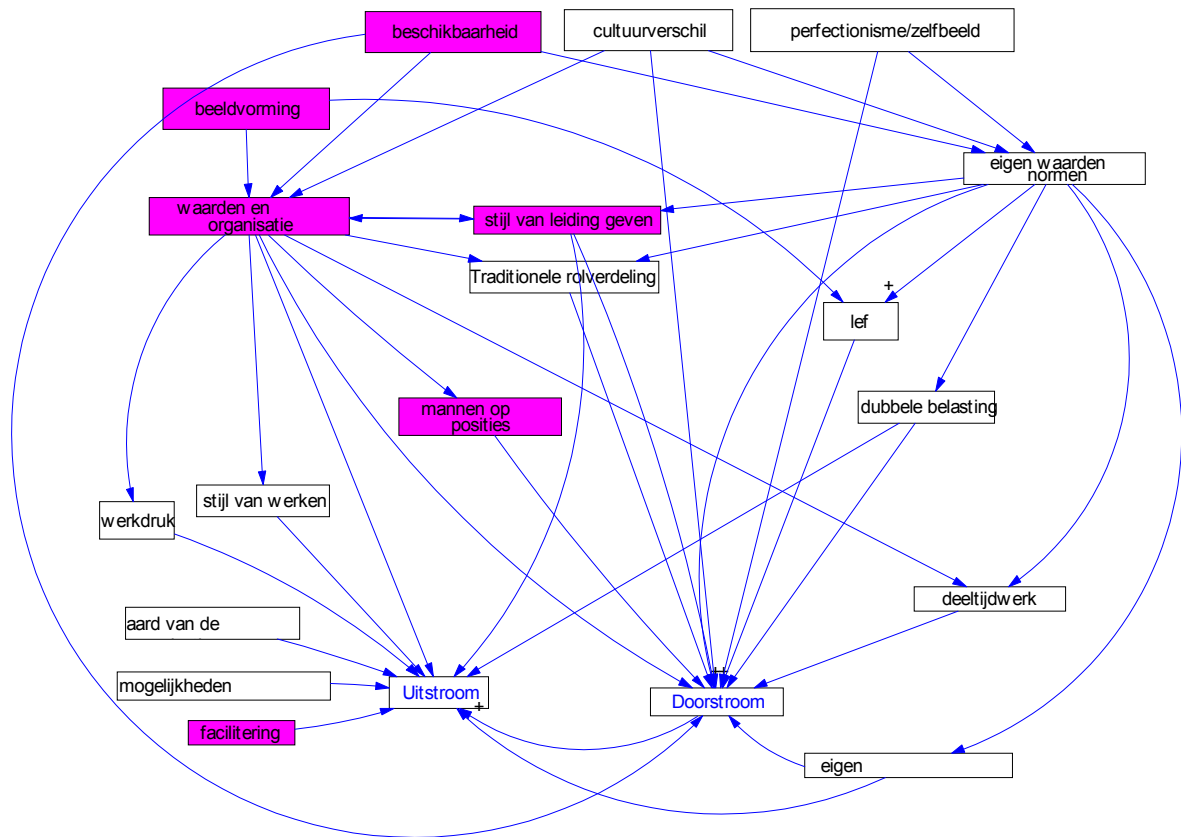 beschikbaarheid
cultuurverschil
perfectionisme/zelfbeeld
beeldvorming
eigen waarden
normen
waarden en
organisatie
stijl van leiding geven
Traditionele rolverdeling
+
lef
mannen op
posities
dubbele belasting
stijl van werken
werkdruk
deeltijdwerk
aard van de
mogelijkheden
Uitstroom
+
++
Doorstroom
facilitering
eigen